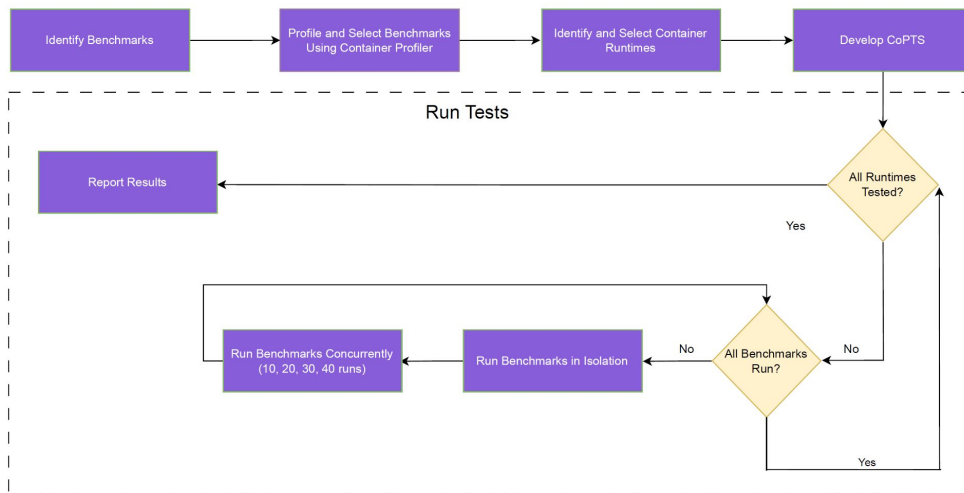 Identify Benchmarks
Profile and Select Benchmarks
Using Container Profiler
Identify and Select Container
Runtimes
Develop CoPTS
Run Tests
Report Results
All Runtimes
Tested?
Yes
Run Benchmarks Concurrently
(10, 20, 30, 40 runs)
Run Benchmarks in Isolation
No
All Benchmarks
Run?
No
Yes